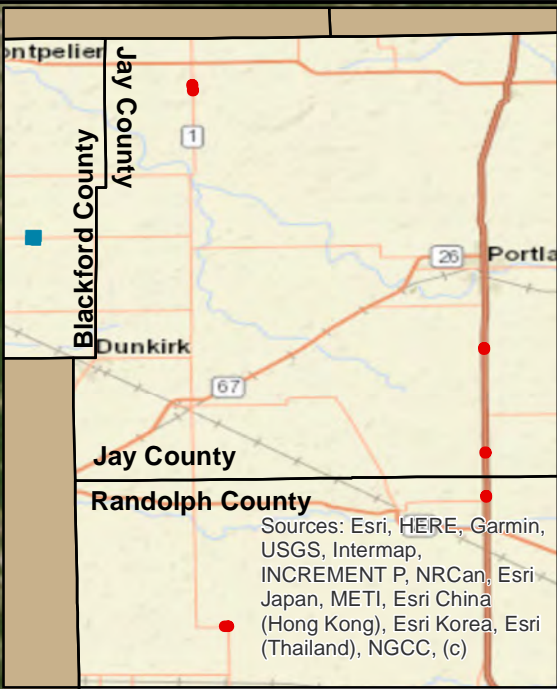 ontpelier
Jay County
1
Blackford County
26
Portla
Dunkirk
67
Jay County
Randolph County
Sources: Esri, HERE, Garmin,
USGS, Intermap,
INCREMENT P, NRCan, Esri
Japan, METI, Esri China
(Hong Kong), Esri Korea, Esri
(Thailand), NGCC, (c)